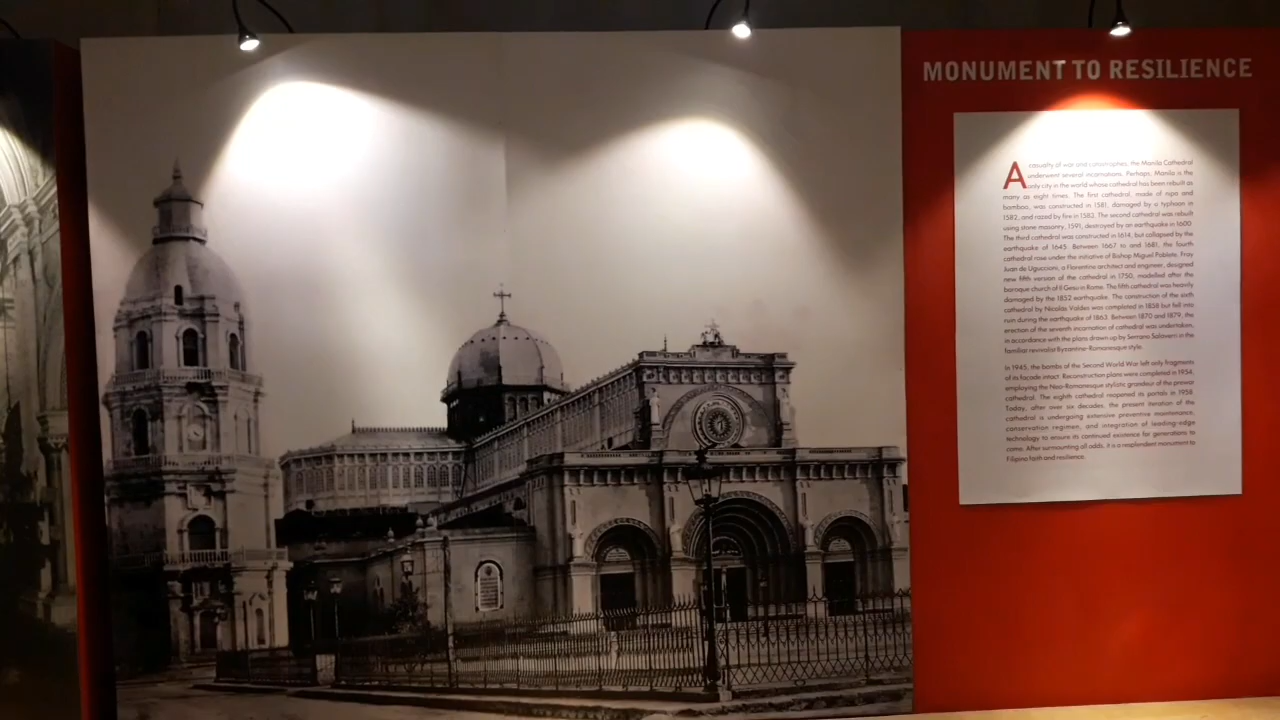 MONUMENT TO RESILIENCE
A casualty of war and catastrophes, the Manila Cathedral
underwent several incarnations. Perhaps, Manila is the
only city in the world whose cathedral has been rebuilt as
many as eight times. The first cathedral, made of nipa and
bamboo, was constructed in 1581, damaged by a typhoon in
1582, and razed by fire in 1583. The second cathedral was rebuilt
using stone masonry, 1591, destroyed by an earthquake in 1600.
The third cathedral was constructed in 1614, but collapsed by the
earthquake of 1645. Between 1667 to and 1681, the fourth
cathedral rose under the initiative of Bishop Miguel Poblete. Fray
Juan de Uguccioni, a Florentine architect and engineer, designed
new fifth version of the cathedral in 1750, modelled after the
baroque church of Il Gesu in Rome. The fifth cathedral was heavily
damaged by the 1852 earthquake. The construction of the sixth
cathedral by Nicolas Valdes was completed in 1858 but fell into
ruin during the earthquake of 1863. Between 1870 and 1879, the
erection of the seventh incarnation of cathedral was undertaken,
in accordance with the plans drawn up by Serrano Salaverri in the
familiar revivalist Byzantine-Romanesque style.
In 1945, the bombs of the Second World War left only fragments
of its facade intact. Reconstruction plans were completed in 1954,
employing the Neo-Romanesque stylistic grandeur of the prewar
cathedral. The eighth cathedral reopened its portals in 1958.
Today, after over six decades, the present iteration of the
cathedral is undergoing extensive preventive maintenance,
conservation regimen, and integration of leading-edge
technology to ensure its continued existence for generations to
come. After surmounting all odds, it is a resplendent monument to
Filipino faith and resilience.